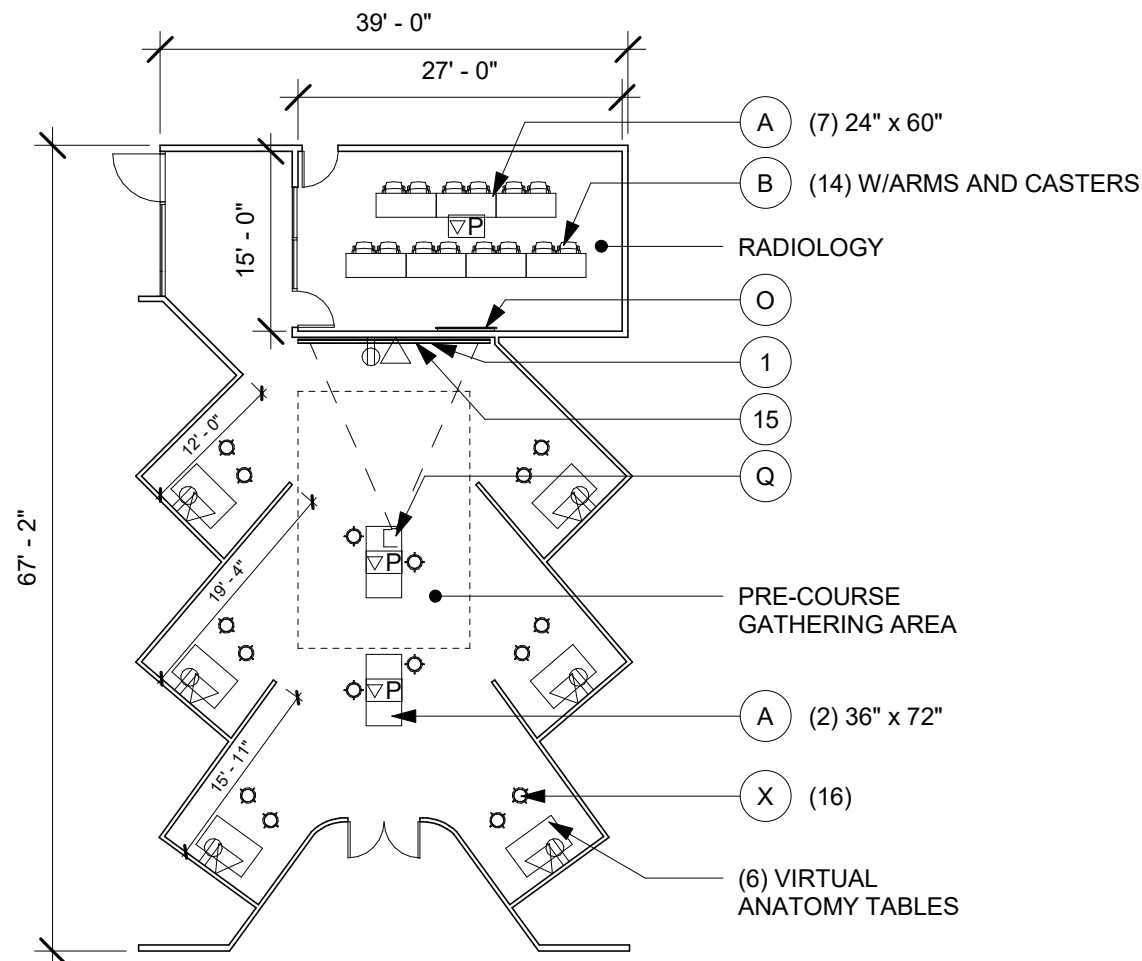 39' - 0"
27' - 0"
A (7) 24" x 60"
B (14) W/ARMS AND CASTERS
P
15' - 0"
RADIOLOGY
O
1
15
12' - 0"
Q
67' - 2"
19' - 4"
P
PRE-COURSE
GATHERING AREA
P
A (2) 36" x 72"
15' - 11"
X (16)
(6) VIRTUAL
ANATOMY TABLES